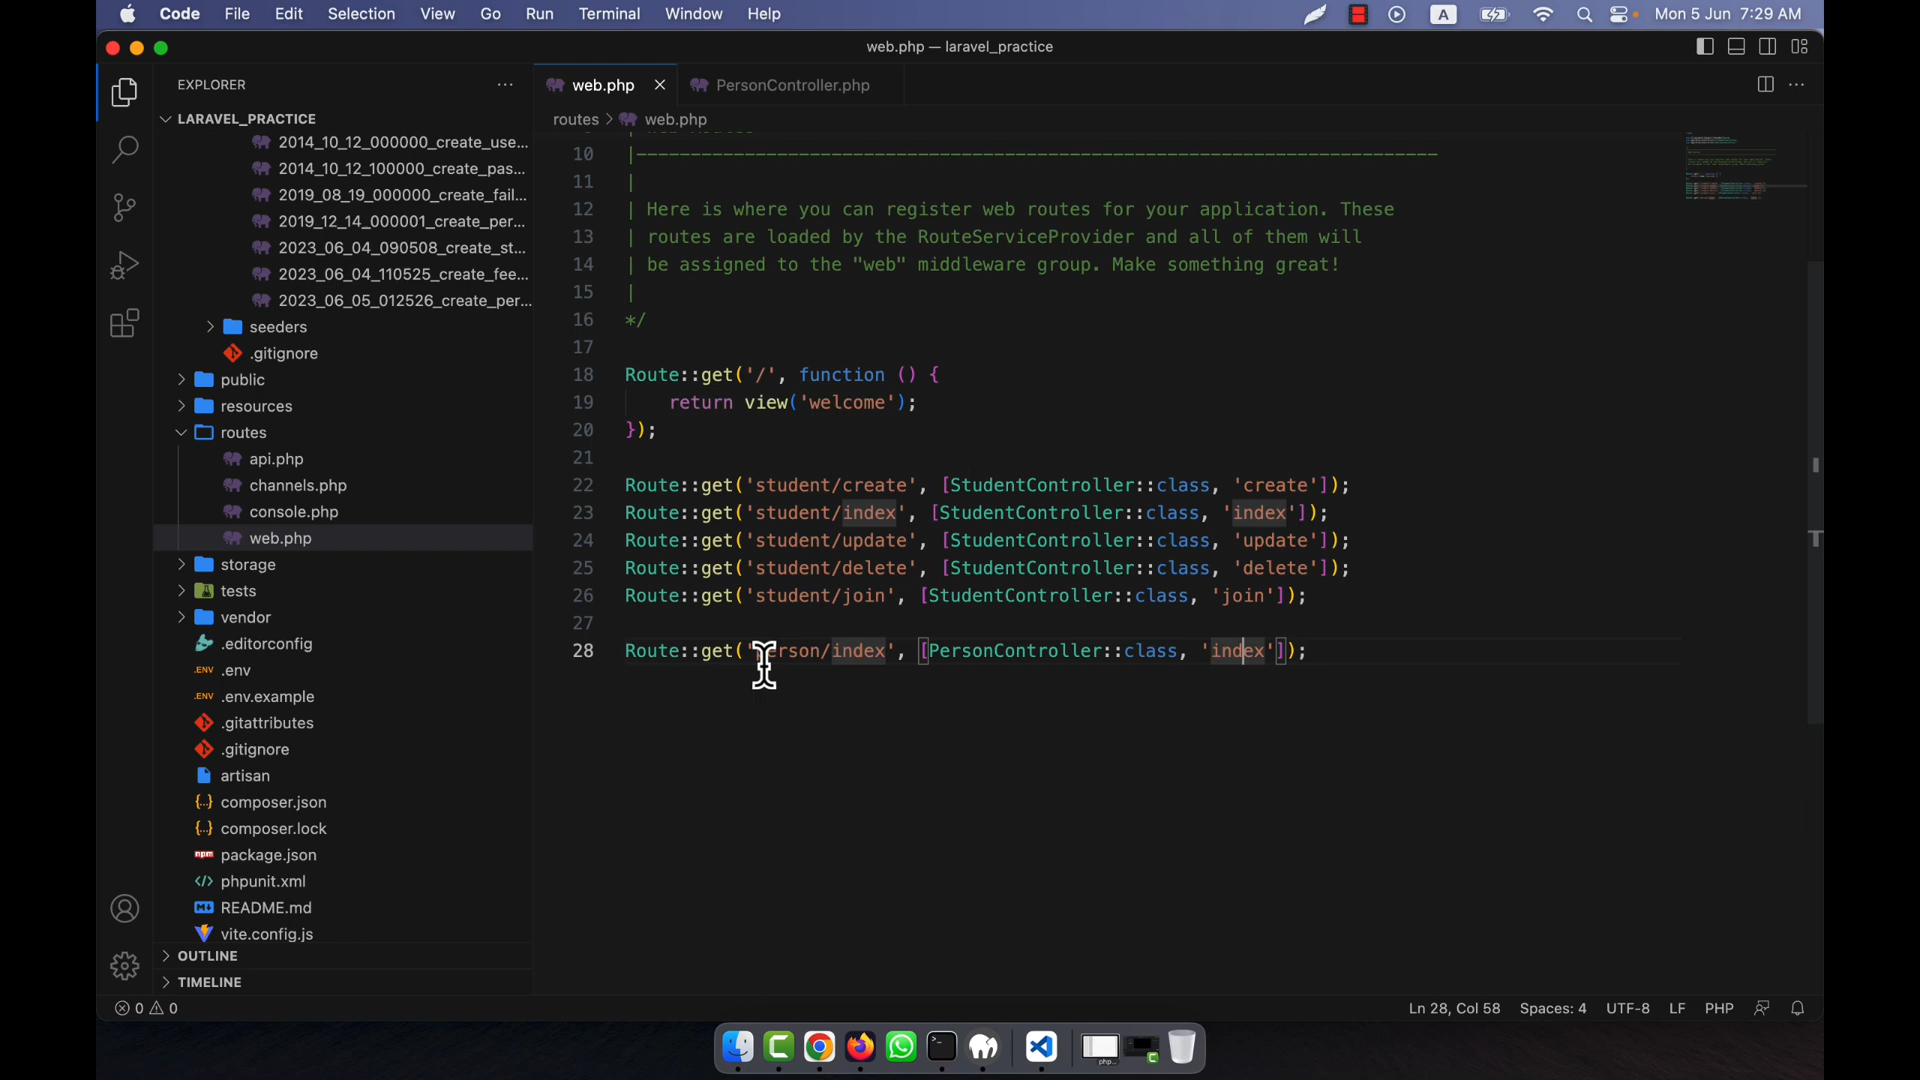 Code File Edit Selection View Go Run Terminal Window Help
A
Mon 5 Jun 7:29 AM
web.php — laravel_practice
EXPLORER
web.php
PersonController.php
routes > web.php
LARAVEL_PRACTICE
2014_10_12_000000_create_use...
2014_10_12_100000_create_pas...
2019_08_19_000000_create_fail...
2019_12_14_000001_create_per...
2023_06_04_090508_create_st...
2023_06_04_110525_create_fee...
2023_06_05_012526_create_per...
seeders
.gitignore
public
resources
routes
api.php
channels.php
console.php
web.php
storage
tests
vendor
.editorconfig
.ENV .env
.ENV .env.example
.gitattributes
.gitignore
artisan
{..} composer.json
{..} composer.lock
npm package.json
phpunit.xml
README.md
vite.config.js
OUTLINE
TIMELINE
10 |--------------------------------------------------------------------------
11 |
12 | Here is where you can register web routes for your application. These
13 | routes are loaded by the RouteServiceProvider and all of them will
14 | be assigned to the "web" middleware group. Make something great!
15 |
16 */
17
18 Route::get('/', function () {
19 return view('welcome');
20 });
21
22 Route::get('student/create', [StudentController::class, 'create']);
23 Route::get('student/index', [StudentController::class, 'index']);
24 Route::get('student/update', [StudentController::class, 'update']);
25 Route::get('student/delete', [StudentController::class, 'delete']);
26 Route::get('student/join', [StudentController::class, 'join']);
27
28 Route::get('person/index', [PersonController::class, 'index']);
0 0
Ln 28, Col 58 Spaces: 4 UTF-8 LF PHP